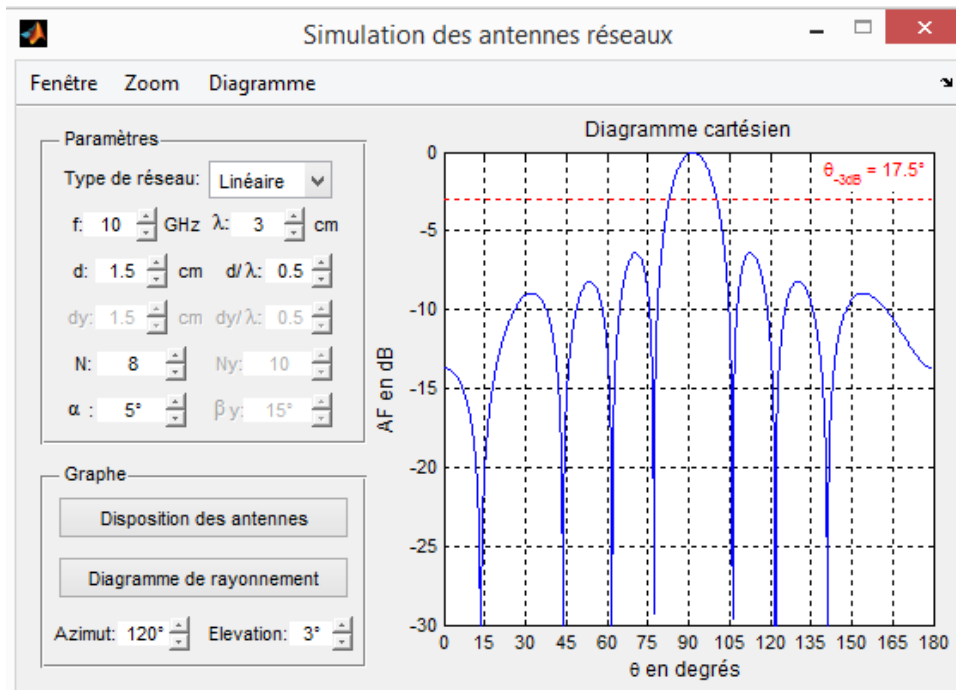 Simulation des antennes réseaux
Fenêtre Zoom Diagramme
Paramètres
Type de réseau: Linéaire
f: 10 GHz λ: 3 cm
d: 1.5 cm d/λ: 0.5
dy: 1.5 cm dy/λ: 0.5
N: 8 Ny: 10
α : 5° βy: 15°
Graphe
Disposition des antennes
Diagramme de rayonnement
Azimut: 120° Elevation: 3°
Diagramme cartésien
θ-3dB = 17.5°
AF en dB
0
-5
-10
-15
-20
-25
-30
0 15 30 45 60 75 90 105 120 135 150 165 180
θ en degrés